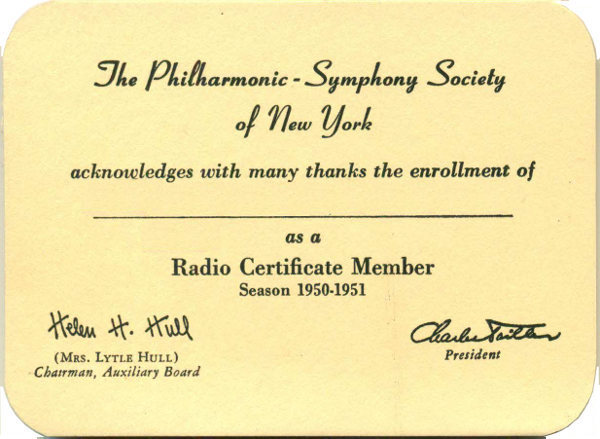 The Philharmonic - Symphony Society
of New York
acknowledges with many thanks the enrollment of
as a
Radio Certificate Member
Season 1950-1951
Helen H. Hull
(Mrs. Lytle Hull)
Chairman, Auxiliary Board
Charles Triller
President